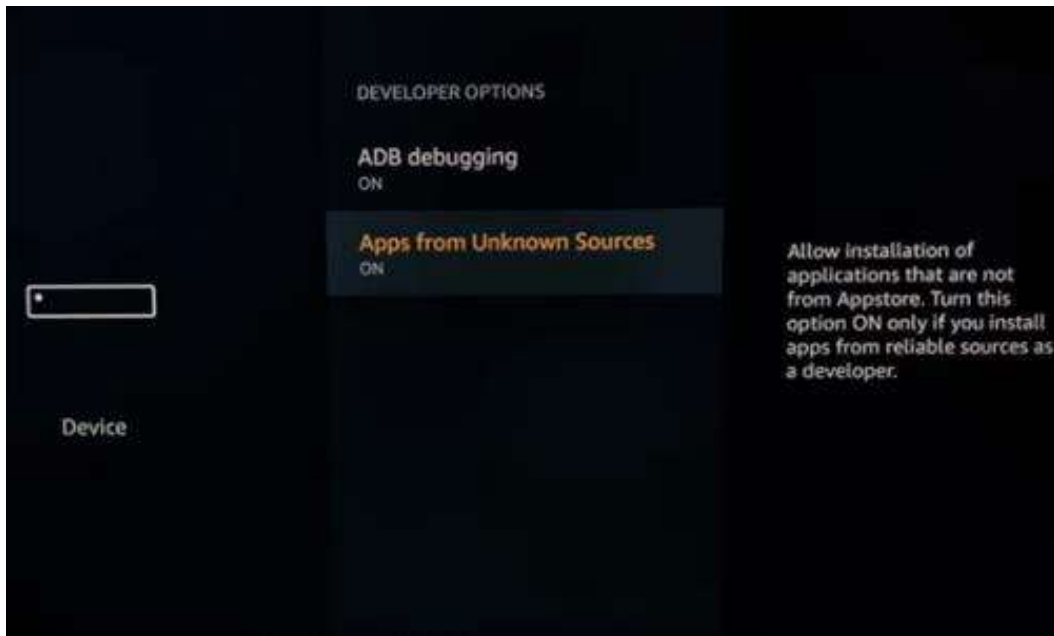 DEVELOPER OPTIONS
ADB debugging
ON
Apps from Unknown Sources
ON
Device
Allow installation of
applications that are not
from Appstore. Turn this
option ON only if you install
apps from reliable sources as
a developer.